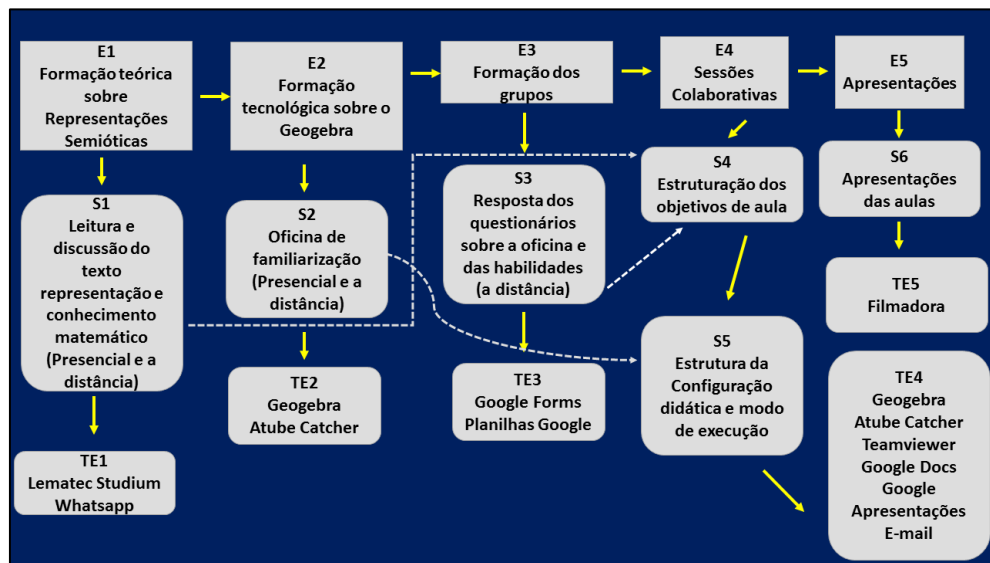 E1
Formação teórica
sobre
Representações
Semióticas
E2
Formação
tecnológica sobre o
Geogebra
E3
Formação dos
grupos
E4
Sessões
Colaborativas
E5
Apresentações
S1
Leitura e
discussão do
texto
representação e
conhecimento
matemático
(Presencial e a
distância)
S2
Oficina de
familiarização
(Presencial e a
distância)
S3
Resposta dos
questionários
sobre a oficina e
das habilidades
(a distância)
S4
Estruturação dos
objetivos de aula
S6
Apresentações
das aulas
S5
Estrutura da
Configuração
didática e modo
de execução
TE5
Filmadora
TE1
Lematec Studium
Whatsapp
TE2
Geogebra
Atube Catcher
TE3
Google Forms
Planilhas Google
TE4
Geogebra
Atube Catcher
Teamviewer
Google Docs
Google
Apresentações
E-mail